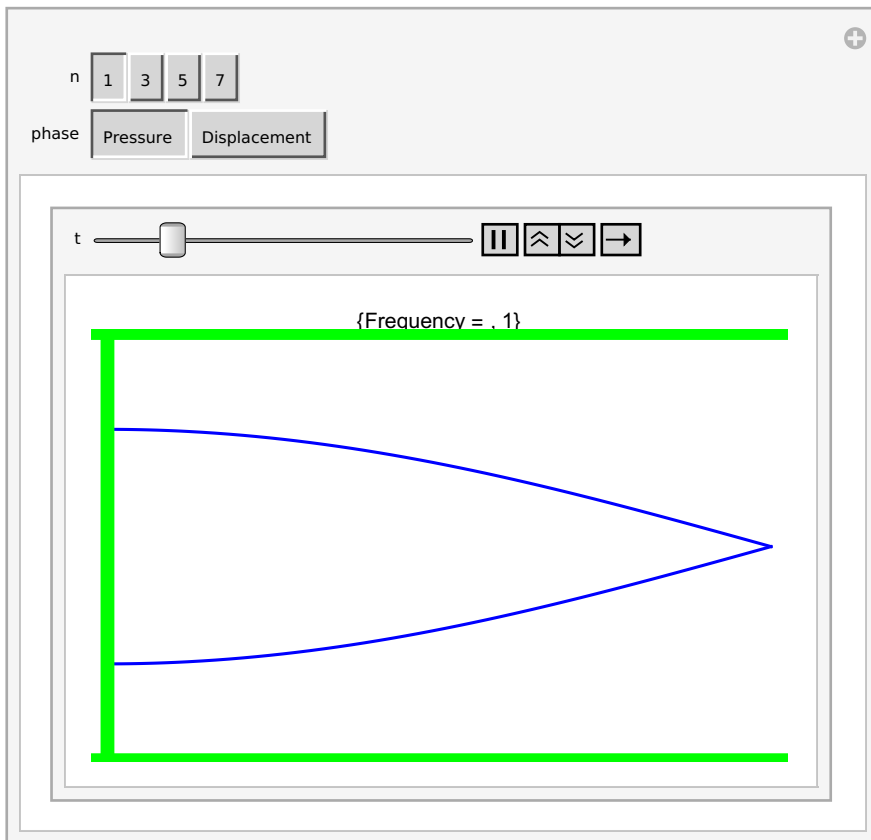 n 1 3 5 7
phase Pressure Displacement
t
{Frequency = , 1}